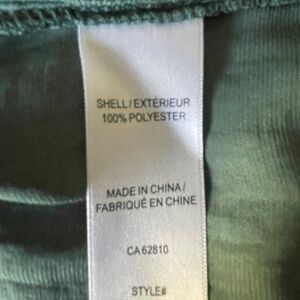 SHELL/EXTÉRIEUR
100% POLYESTER
MADE IN CHINA/
FABRIQUÉ EN CHINE
CA 62810
STYLE#